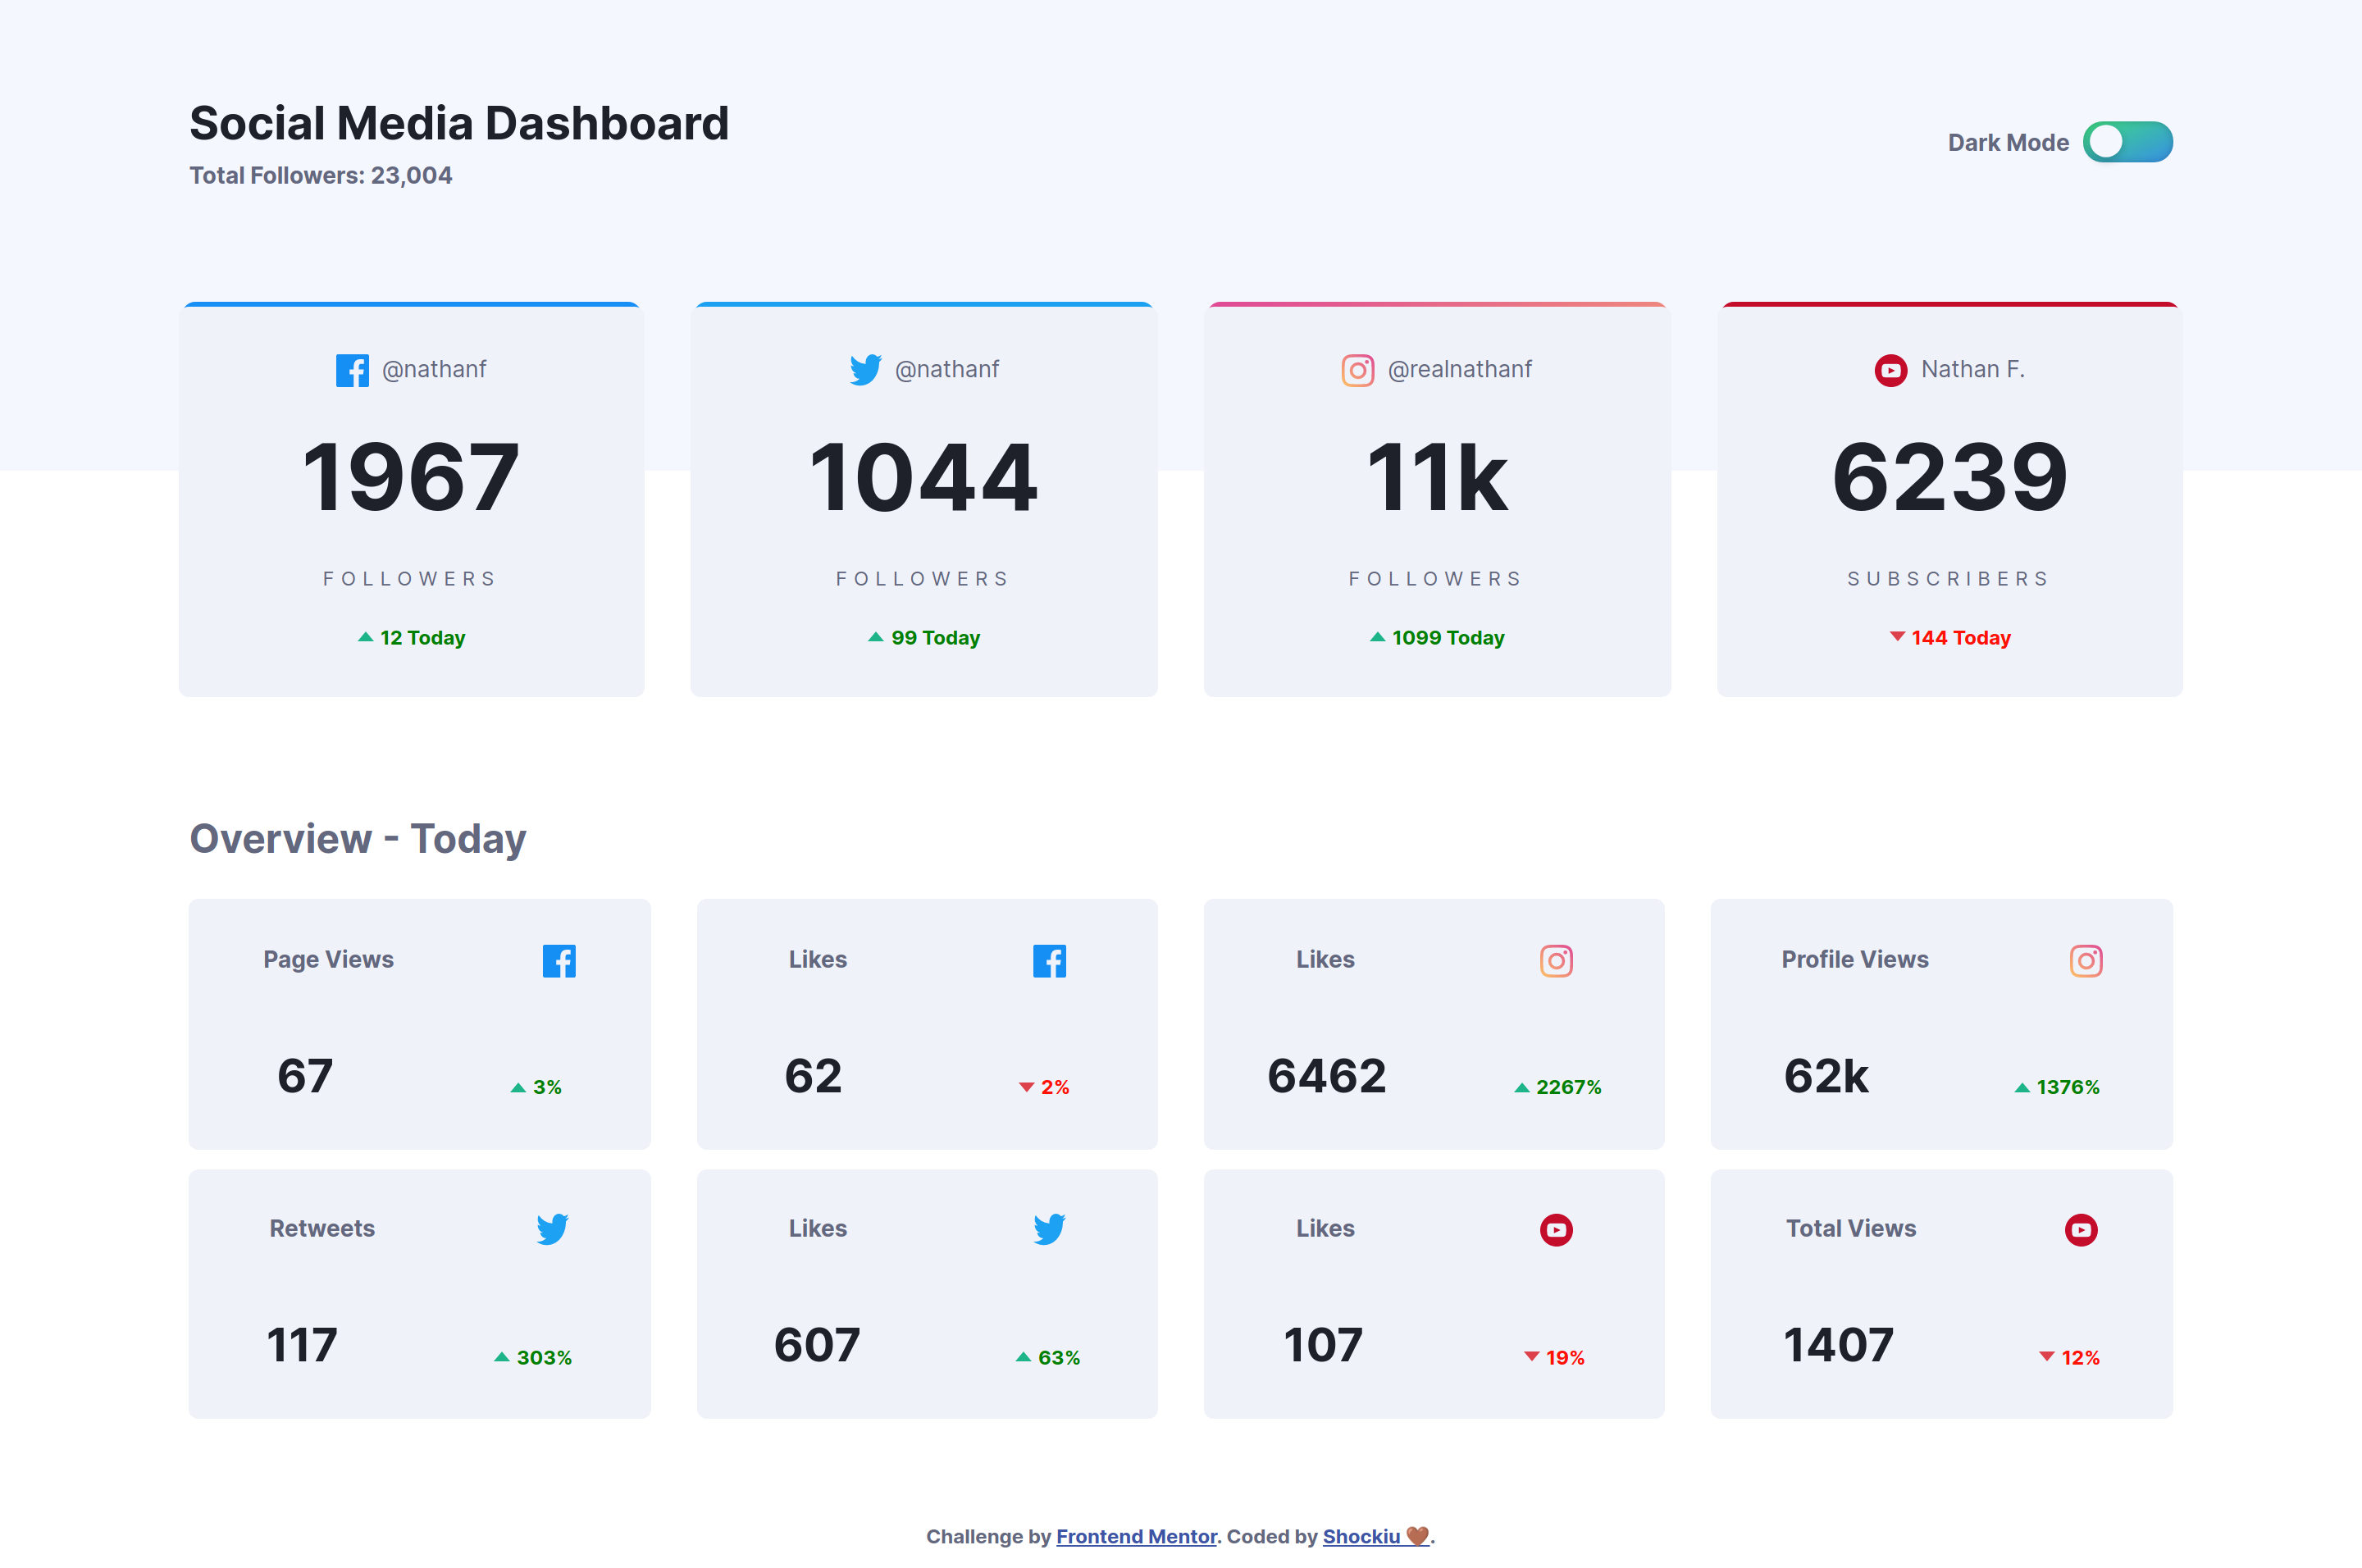 Social Media Dashboard
Total Followers: 23,004
Dark Mode
@nathanf
1967
FOLLOWERS
12 Today
@nathanf
1044
FOLLOWERS
99 Today
@realnathanf
11k
FOLLOWERS
1099 Today
Nathan F.
6239
SUBSCRIBERS
144 Today
Overview - Today
Page Views
67
3%
Likes
62
2%
Likes
6462
2267%
Profile Views
62k
1376%
Retweets
117
303%
Likes
607
63%
Likes
107
19%
Total Views
1407
12%
Challenge by Frontend Mentor. Coded by Shockiu 🤎.